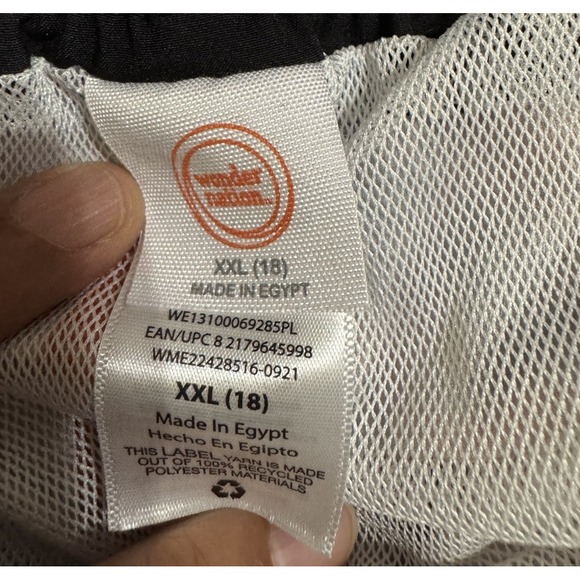 wonder
nation™
XXL (18)
MADE IN EGYPT
WE13100069285PL
EAN/UPC 8 2179645998
WME22428516-0921
XXL (18)
Made In Egypt
Hecho En Egipto
THIS LABEL YARN IS MADE
OUT OF 100% RECYCLED
POLYESTER MATERIALS